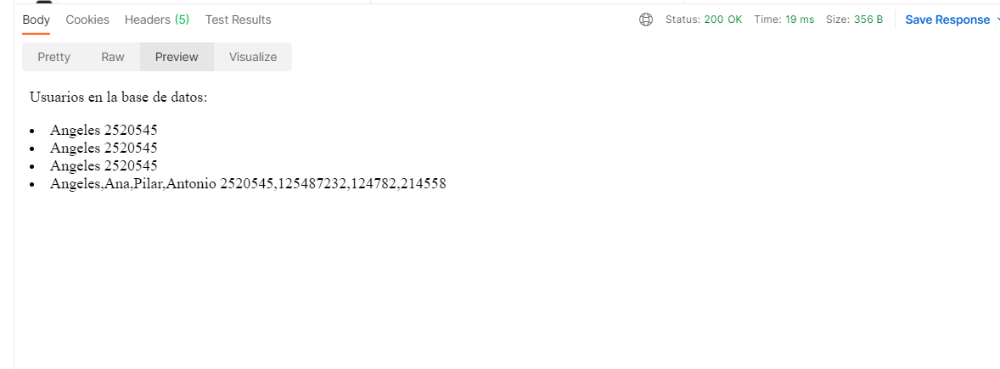 Body Cookies Headers (5) Test Results Status: 200 OK Time: 19 ms Size: 356 B Save Response
Pretty Raw Preview Visualize
Usuarios en la base de datos:
• Angeles 2520545
• Angeles 2520545
• Angeles 2520545
• Angeles,Ana,Pilar,Antonio 2520545,125487232,124782,214558